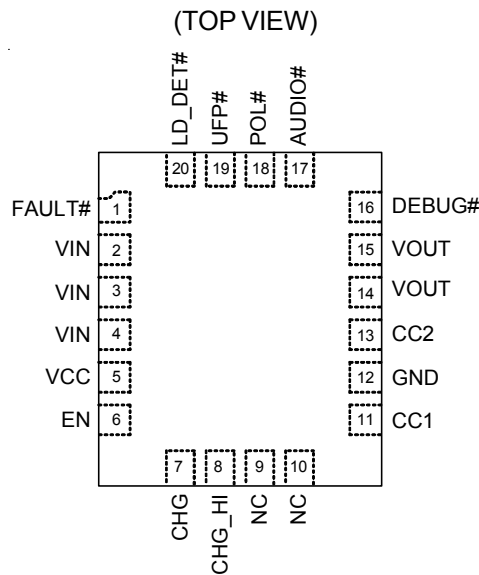 (TOP VIEW)
LD_DET#
UFP#
POL#
AUDIO#
20
19
18
17
FAULT# 1
16 DEBUG#
VIN 2
15 VOUT
VIN 3
14 VOUT
VIN 4
13 CC2
VCC 5
12 GND
EN 6
11 CC1
7
8
9
10
CHG
CHG_HI
NC
NC